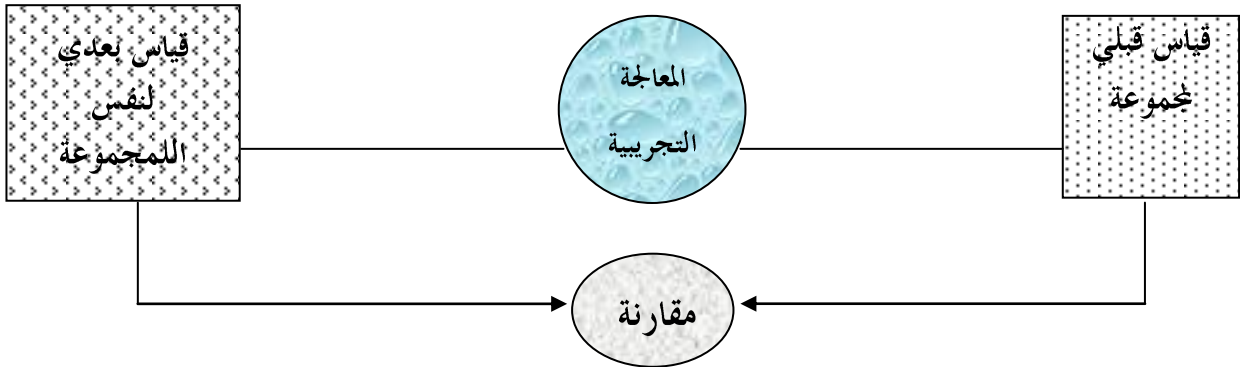 قياس قبلي
لمجموعة
المعالجة
التجريبية
قياس بعدي
لنفس
اللمجموعة
مقارنة